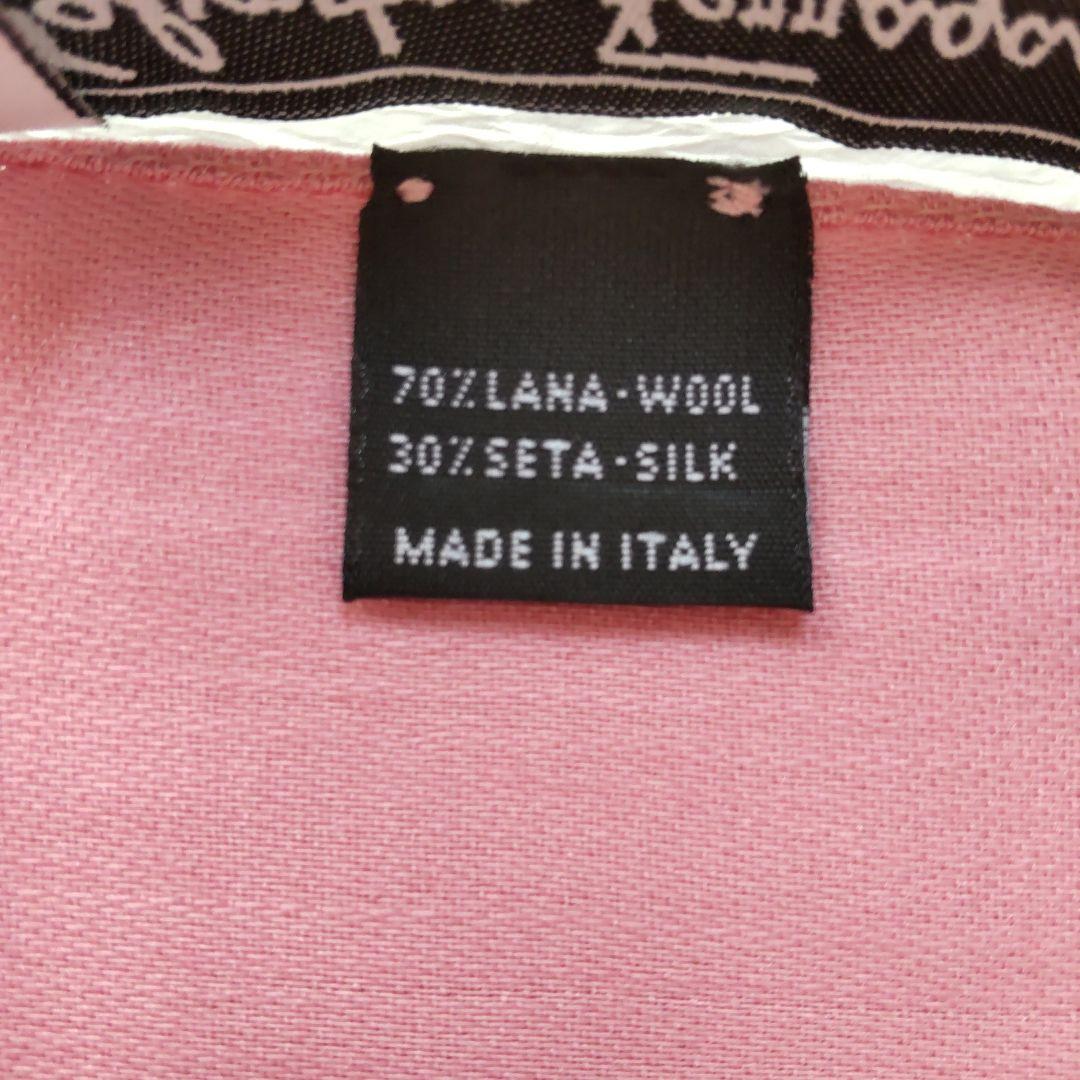 70% LANA·WOOL
30% SETA·SILK
MADE IN ITALY